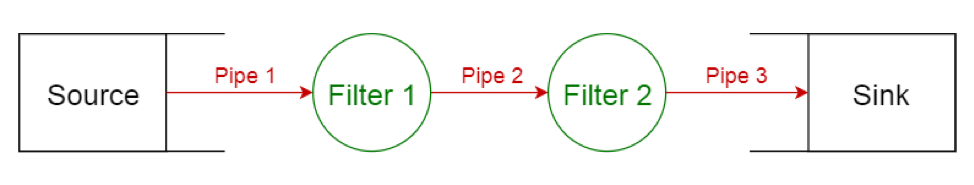 Source
Pipe 1
Filter 1
Pipe 2
Filter 2
Pipe 3
Sink